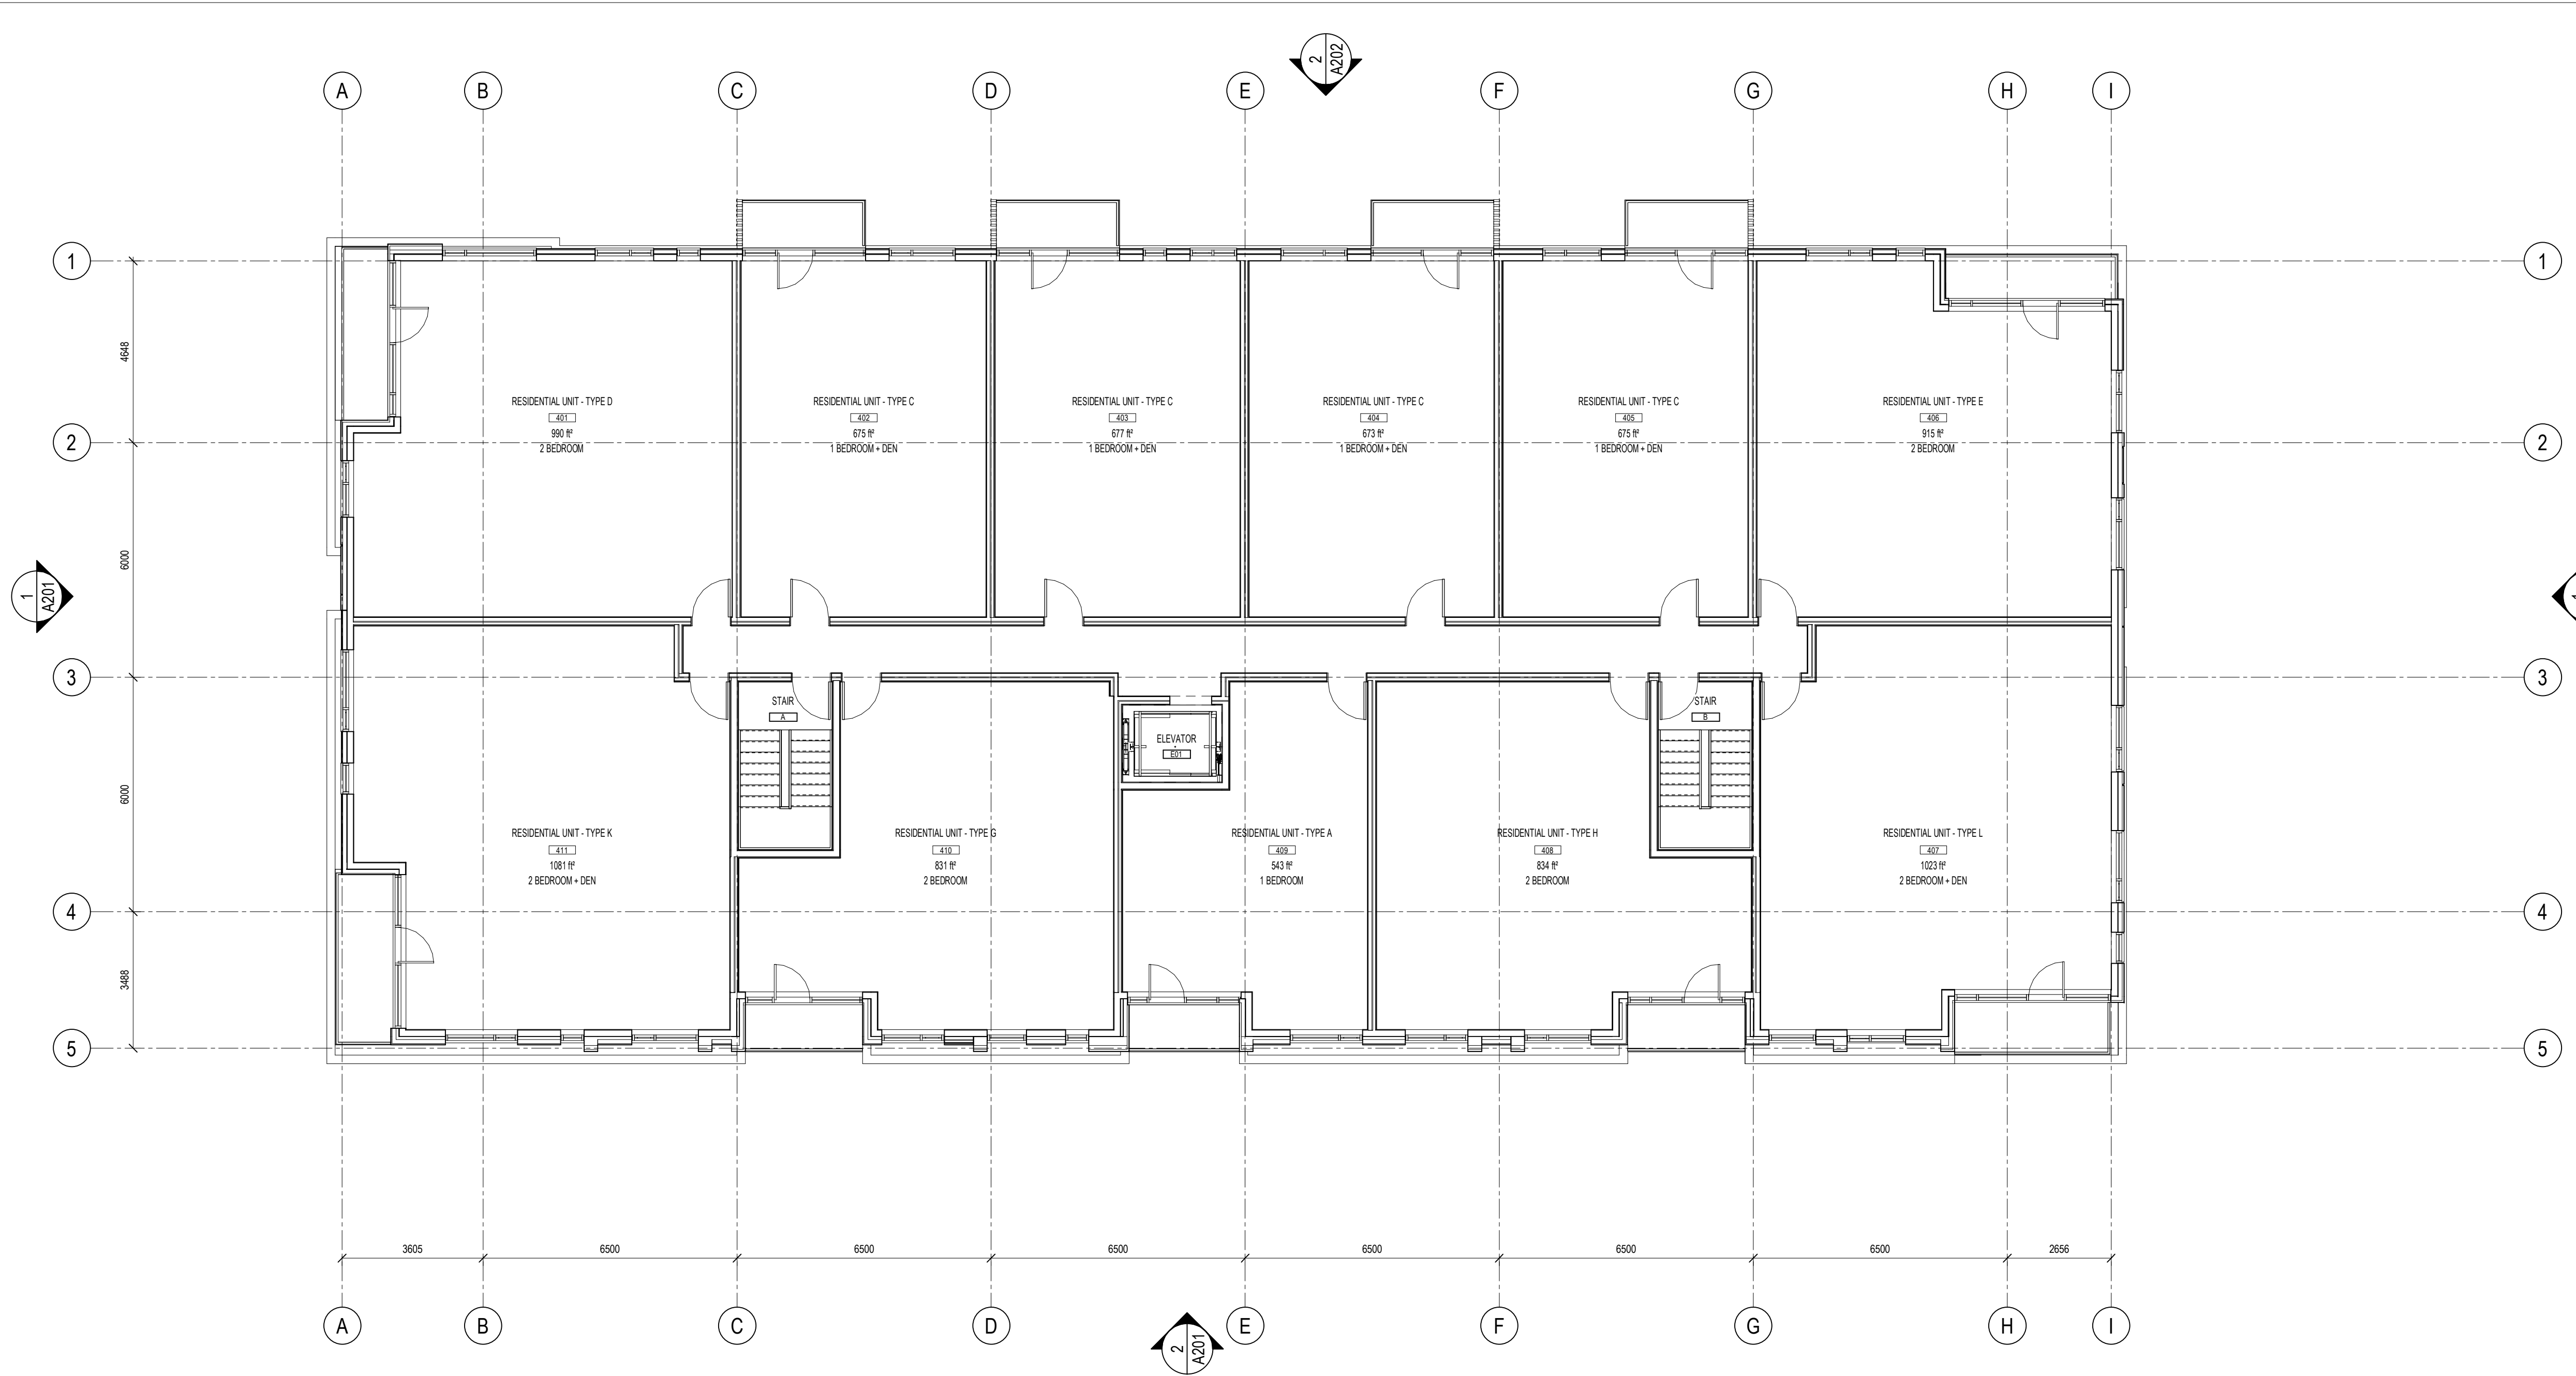 2
A202
A
B
C
D
E
F
G
H
I
1
1
4648
RESIDENTIAL UNIT - TYPE D
401
990 ft²
2 BEDROOM
RESIDENTIAL UNIT - TYPE C
402
675 ft²
1 BEDROOM + DEN
RESIDENTIAL UNIT - TYPE C
403
677 ft²
1 BEDROOM + DEN
RESIDENTIAL UNIT - TYPE C
404
673 ft²
1 BEDROOM + DEN
RESIDENTIAL UNIT - TYPE C
405
675 ft²
1 BEDROOM + DEN
RESIDENTIAL UNIT - TYPE E
406
915 ft²
2 BEDROOM
2
2
6000
1
A201
3
3
STAIR
A
ELEVATOR
E01
STAIR
B
6000
RESIDENTIAL UNIT - TYPE K
411
1081 ft²
2 BEDROOM + DEN
RESIDENTIAL UNIT - TYPE G
410
831 ft²
2 BEDROOM
RESIDENTIAL UNIT - TYPE A
409
543 ft²
1 BEDROOM
RESIDENTIAL UNIT - TYPE H
408
834 ft²
2 BEDROOM
RESIDENTIAL UNIT - TYPE L
407
1023 ft²
2 BEDROOM + DEN
4
4
3488
5
5
3605
6500
6500
6500
6500
6500
6500
2656
A
B
C
D
E
F
G
H
I
2
A201